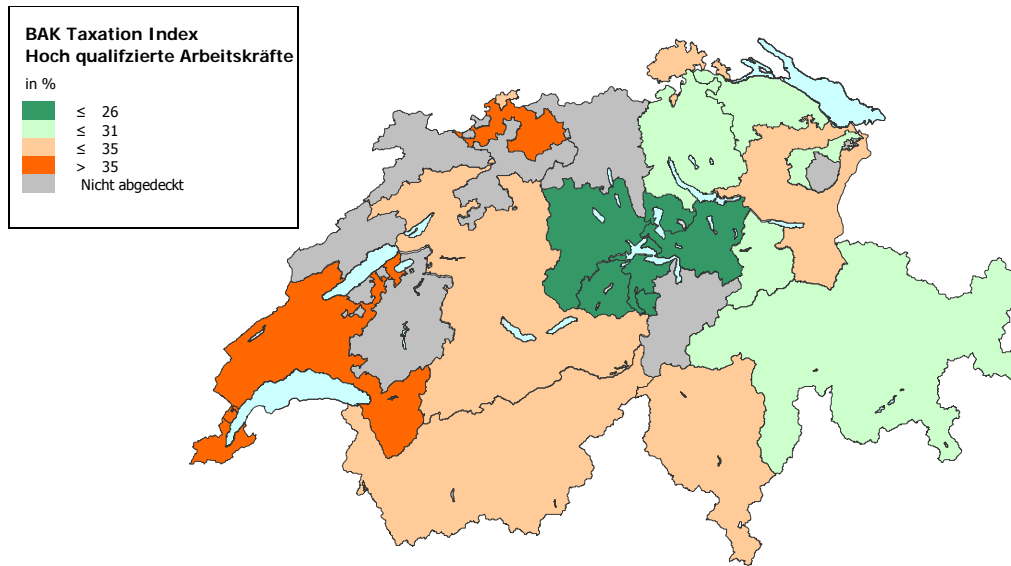 BAK Taxation Index
Hoch qualifzierte Arbeitskräfte
in %
≤ 26
≤ 31
≤ 35
> 35
Nicht abgedeckt